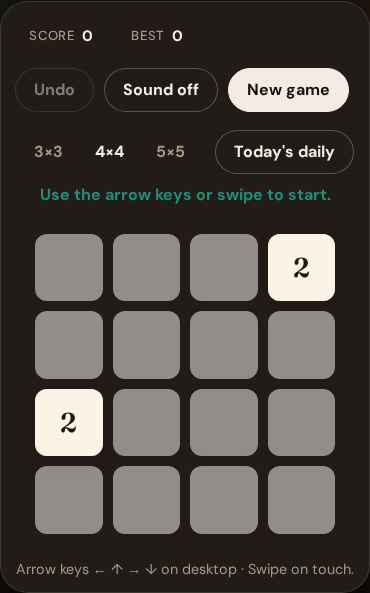 SCORE 0 BEST 0
Undo Sound off New game
3×3 4×4 5×5 Today's daily
Use the arrow keys or swipe to start.
2
2
Arrow keys ← ↑ → ↓ on desktop · Swipe on touch.